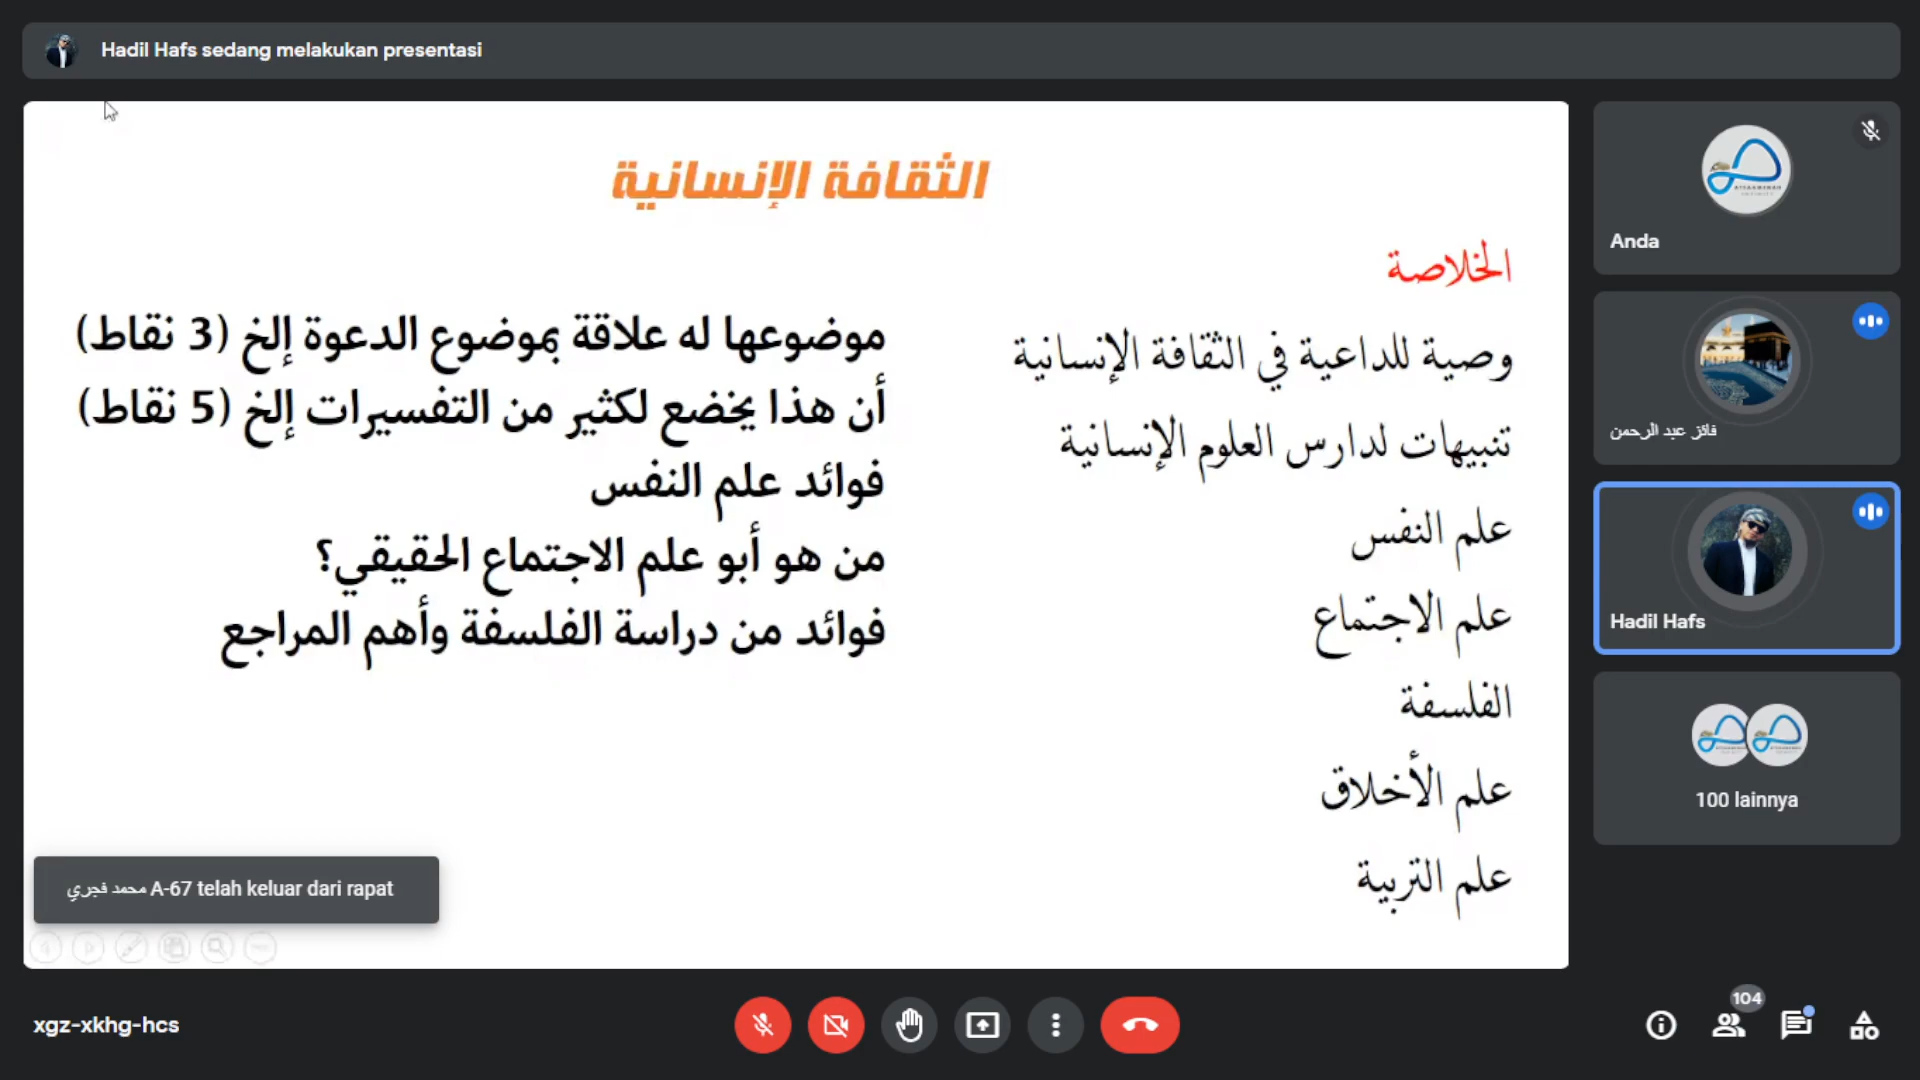 Hadil Hafs sedang melakukan presentasi
الثقافة الإنسانية
الخلاصة
وصية للداعية في الثقافة الإنسانية
تنبيهات لدارس العلوم الإنسانية
علم النفس
علم الاجتماع
الفلسفة
علم الأخلاق
علم التربية
موضوعها له علاقة بموضوع الدعوة إلخ (3 نقاط)
أن هذا يخضع لكثير من التفسيرات إلخ (5 نقاط)
فوائد علم النفس
من هو أبو علم الاجتماع الحقيقي؟
فوائد من دراسة الفلسفة وأهم المراجع
محمد فجري A-67 telah keluar dari rapat
Anda
فائز عبد الرحمن
Hadil Hafs
100 lainnya
xgz-xkhg-hcs
104